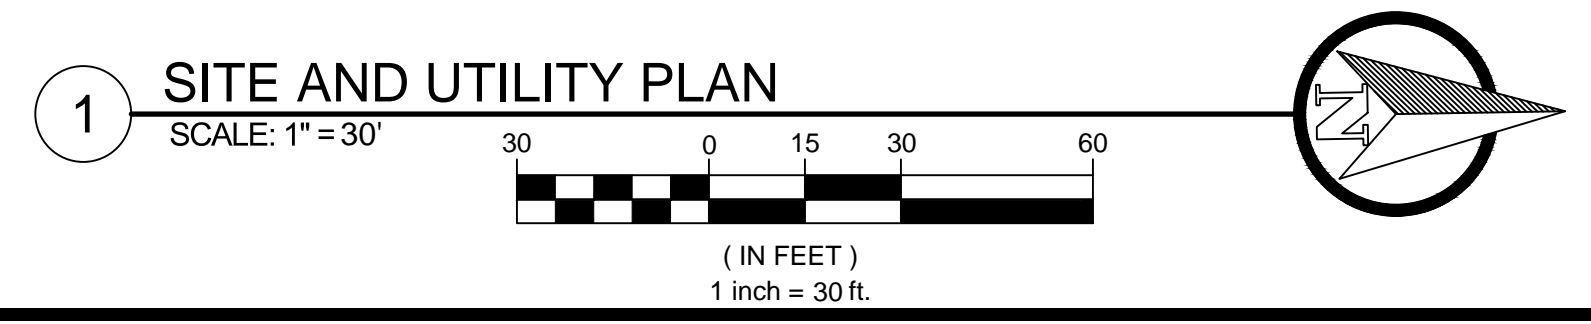 1
SITE AND UTILITY PLAN
SCALE: 1" = 30'
30 0 15 30 60
( IN FEET )
1 inch = 30 ft.
N